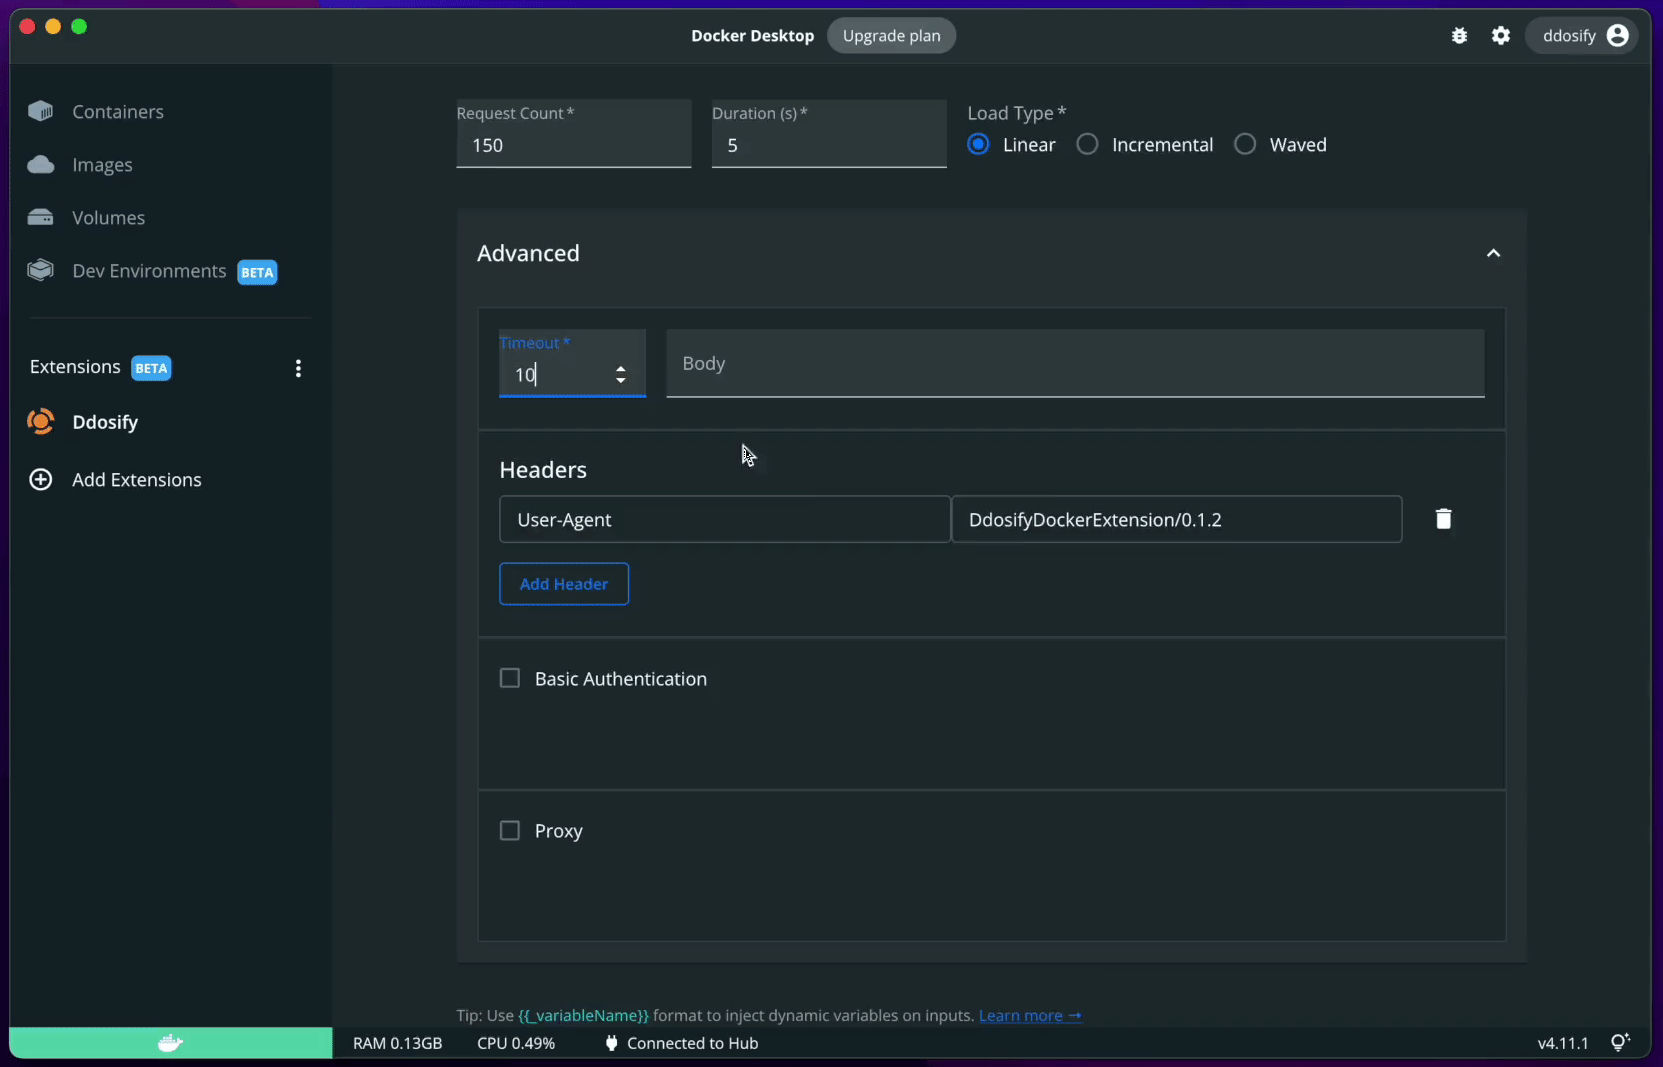 Docker Desktop
Upgrade plan
ddosify
Containers
Images
Volumes
Dev Environments BETA
Extensions BETA
Ddosify
Add Extensions
Request Count *
150
Duration (s) *
5
Load Type *
Linear
Incremental
Waved
Advanced
Timeout *
10
Body
Headers
User-Agent
DdosifyDockerExtension/0.1.2
Add Header
Basic Authentication
Proxy
Tip: Use {{_variableName}} format to inject dynamic variables on inputs. Learn more →
RAM 0.13GB
CPU 0.49%
Connected to Hub
v4.11.1